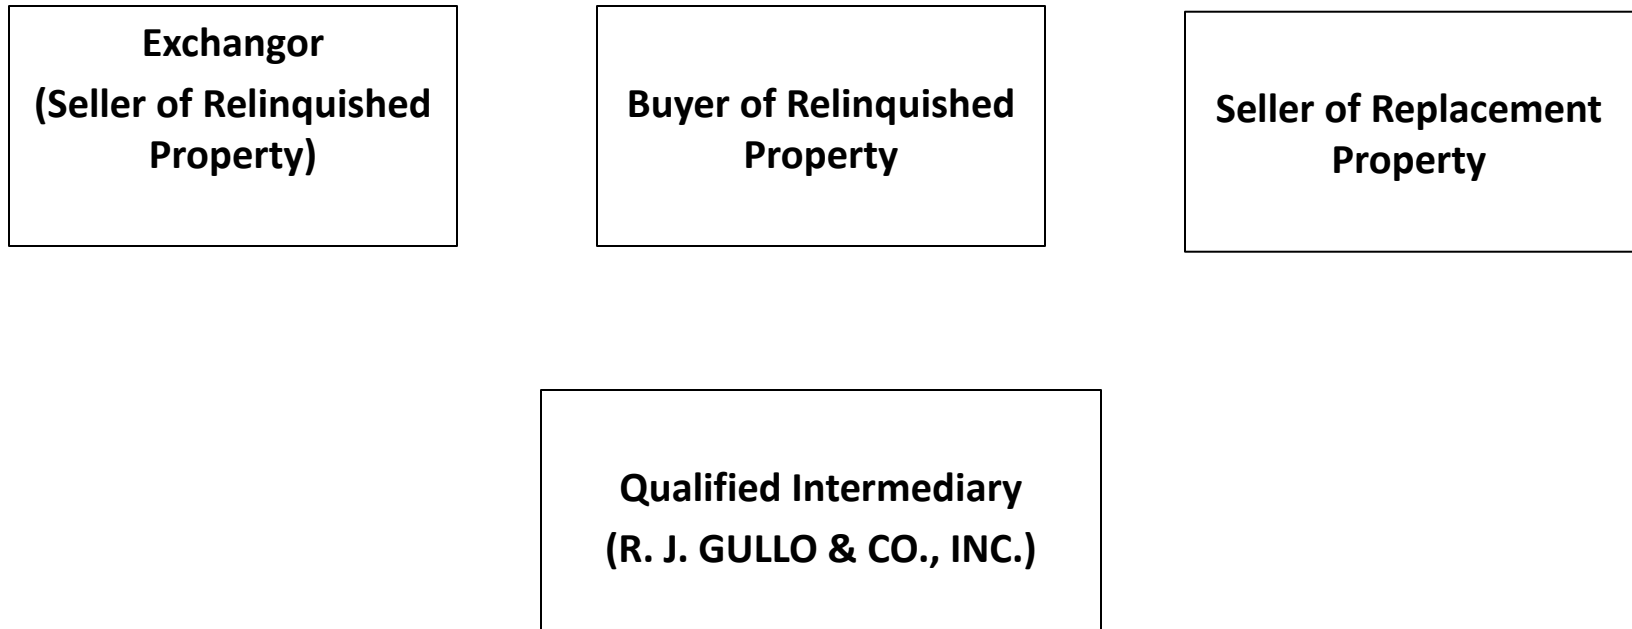 Exchangor
(Seller of Relinquished
Property)
Buyer of Relinquished
Property
Seller of Replacement
Property
Qualified Intermediary
(R. J. GULLO & CO., INC.)